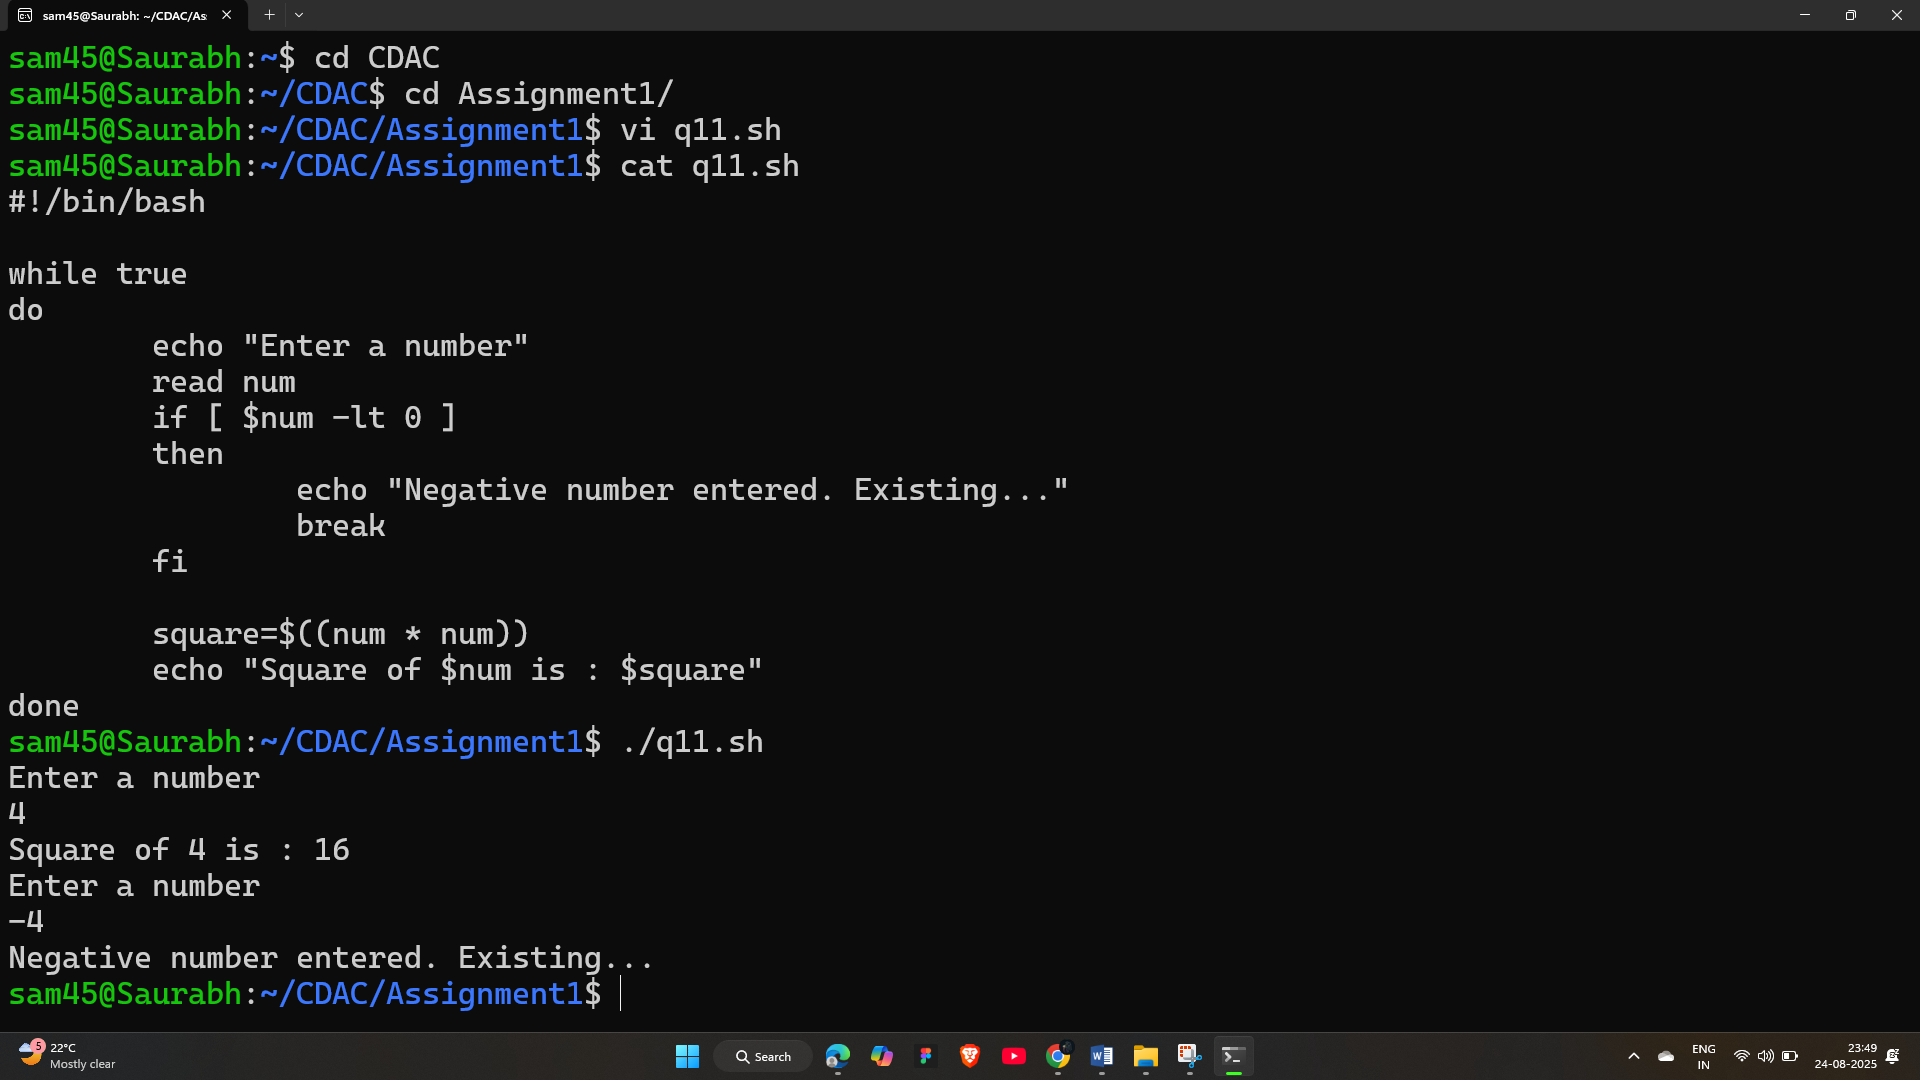 sam45@Saurabh: ~/CDAC/As
sam45@Saurabh:~$ cd CDAC
sam45@Saurabh:~/CDAC$ cd Assignment1/
sam45@Saurabh:~/CDAC/Assignment1$ vi q11.sh
sam45@Saurabh:~/CDAC/Assignment1$ cat q11.sh
#!/bin/bash
while true
do
echo "Enter a number"
read num
if [ $num -lt 0 ]
then
echo "Negative number entered. Existing..."
break
fi
square=$((num * num))
echo "Square of $num is : $square"
done
sam45@Saurabh:~/CDAC/Assignment1$ ./q11.sh
Enter a number
4
Square of 4 is : 16
Enter a number
-4
Negative number entered. Existing...
sam45@Saurabh:~/CDAC/Assignment1$
5
22°C
Mostly clear
Search
ENG
IN
23:49
24-08-2025